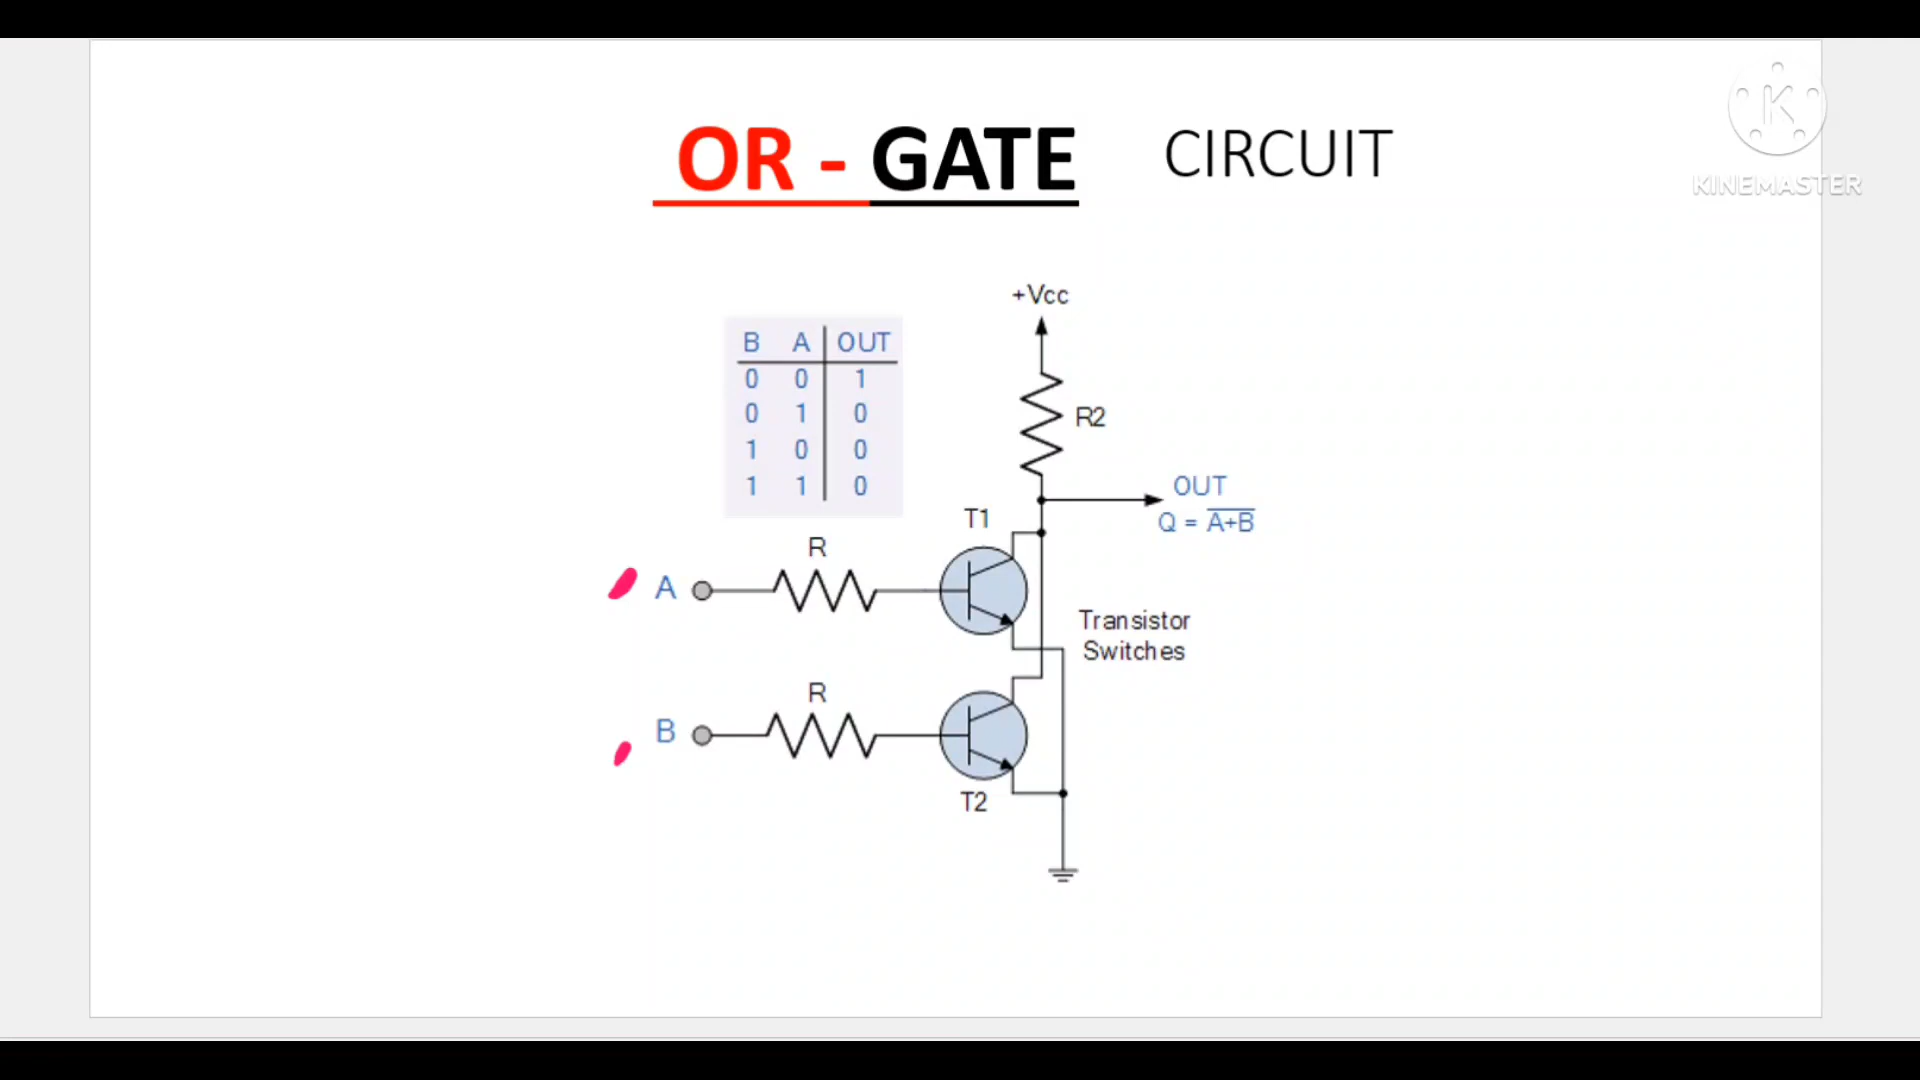 OR - GATE CIRCUIT
KINEMASTER
+Vcc
B A OUT
0 0 1
0 1 0
1 0 0
1 1 0
R2
OUT
Q = A̅+̅B̅
T1
R
A
Transistor
Switches
R
B
T2